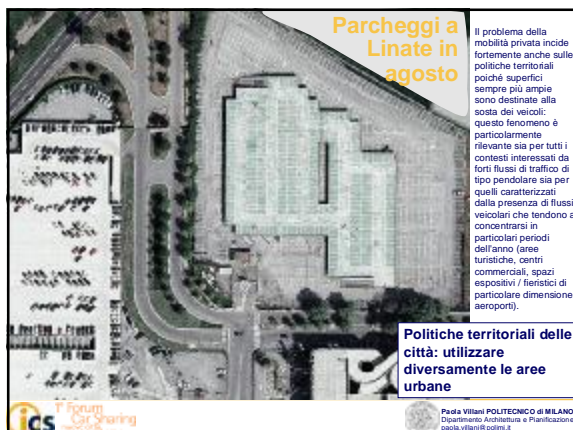 Parcheggi a
Linate in
agosto
Il problema della
mobilità privata incide
fortemente anche sulle
politiche territoriali
poiché superfici
sempre più ampie
sono destinate alla
sosta dei veicoli:
questo fenomeno è
particolarmente
rilevante sia per tutti i
contesti interessati da
forti flussi di traffico di
tipo pendolare sia per
quelli caratterizzati
dalla presenza di flussi
veicolari che tendono a
concentrarsi in
particolari periodi
dell'anno (aree
turistiche, centri
commerciali, spazi
espositivi / fieristici di
particolare dimensione,
aeroporti).
Politiche territoriali delle
città: utilizzare
diversamente le aree
urbane
ics
1° Forum
Car Sharing
Paola Villani POLITECNICO di MILANO
Dipartimento Architettura e Pianificazione
paola.villani@polimi.it